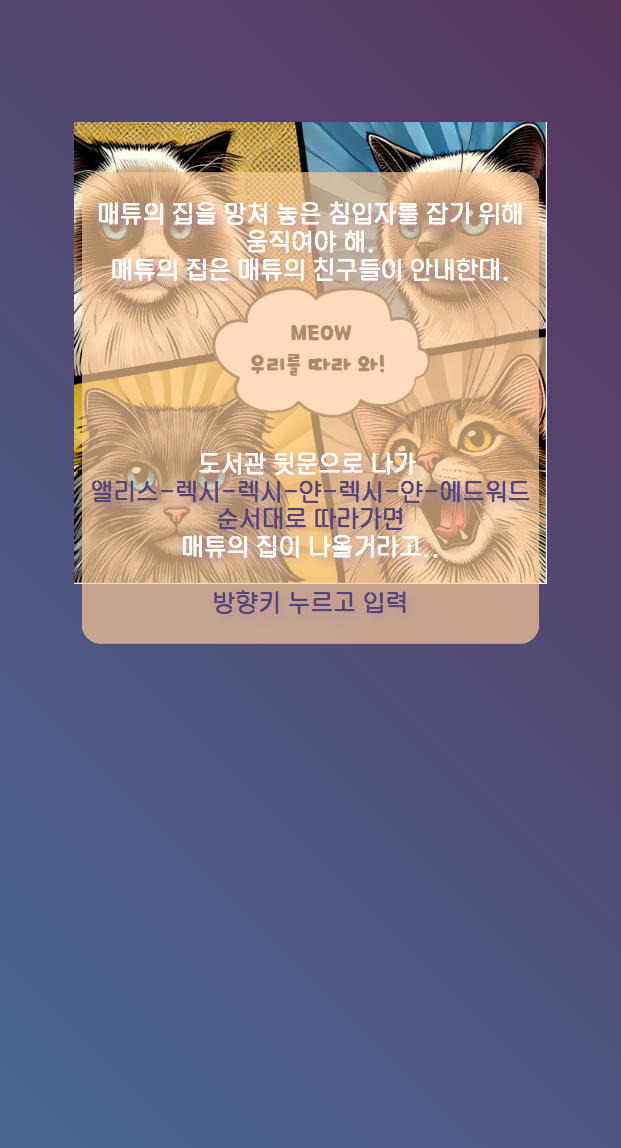 매튜의 집을 망쳐 놓은 침입자를 잡기 위해
움직여야 해.
매튜의 집은 매튜의 친구들이 안내한대.
MEOW
우리를 따라 와!
도서관 뒷문으로 나가
앨리스-렉시-렉시-얀-렉시-얀-에드워드
순서대로 따라가면
매튜의 집이 나올거라고..
방향키 누르고 입력